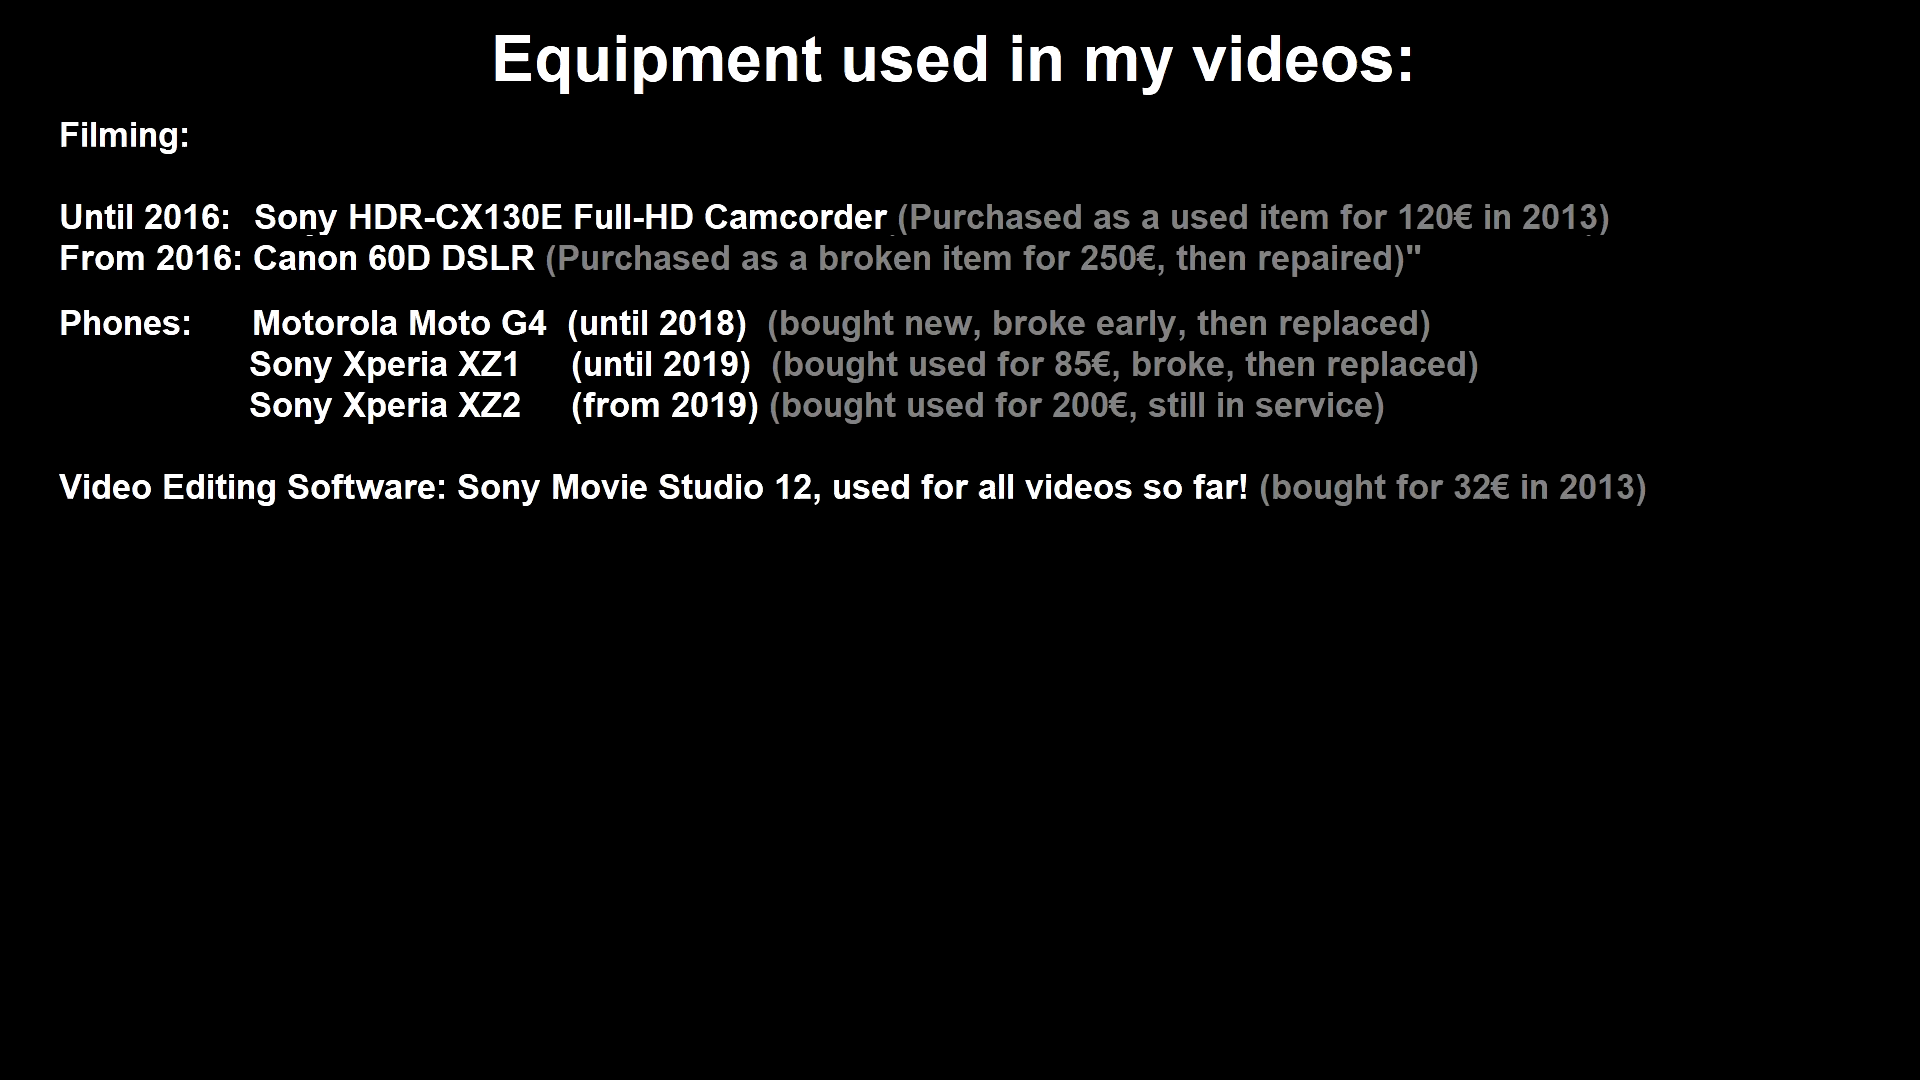 Equipment used in my videos:
Filming:
Until 2016: Sony HDR-CX130E Full-HD Camcorder (Purchased as a used item for 120€ in 2013)
From 2016: Canon 60D DSLR (Purchased as a broken item for 250€, then repaired)"
Phones: Motorola Moto G4 (until 2018) (bought new, broke early, then replaced)
Sony Xperia XZ1 (until 2019) (bought used for 85€, broke, then replaced)
Sony Xperia XZ2 (from 2019) (bought used for 200€, still in service)
Video Editing Software: Sony Movie Studio 12, used for all videos so far! (bought for 32€ in 2013)